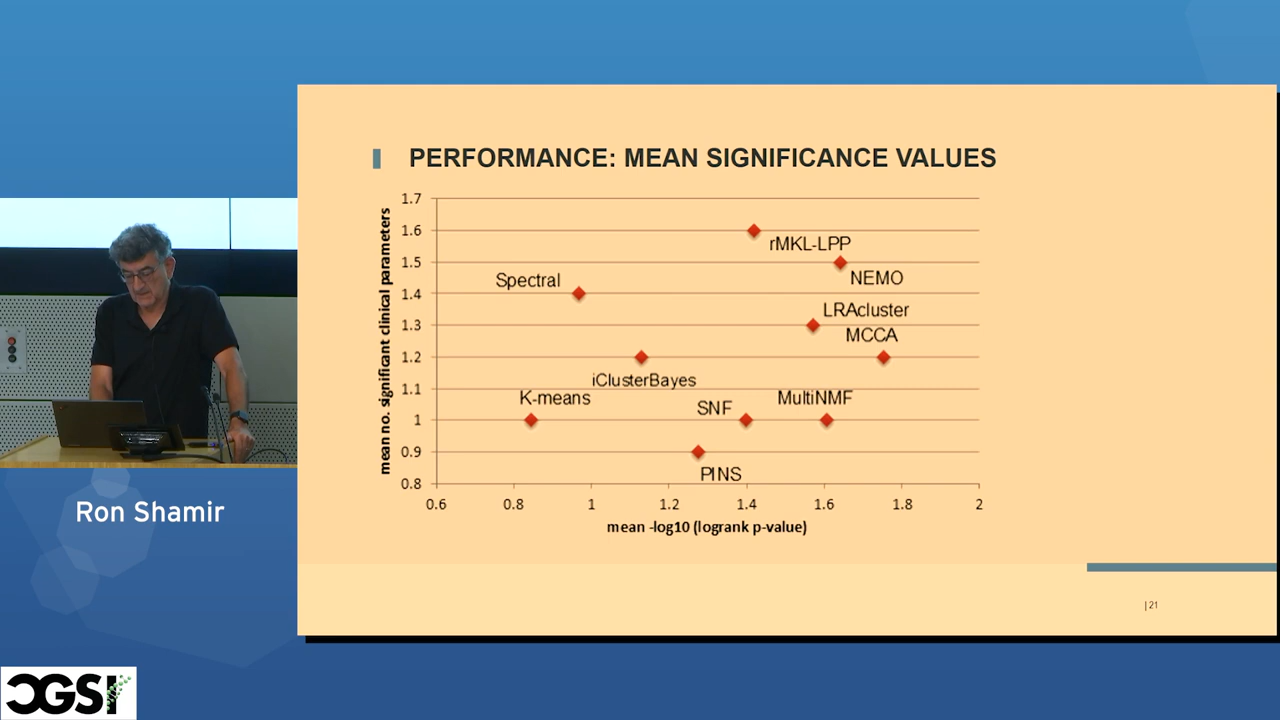 PERFORMANCE: MEAN SIGNIFICANCE VALUES
mean no. significant clinical parameters
1.7
1.6
1.5
1.4
1.3
1.2
1.1
1
0.9
0.8
rMKL-LPP
NEMO
Spectral
LRAcluster
MCCA
iClusterBayes
K-means
SNF
MultiNMF
PINS
0.6 0.8 1 1.2 1.4 1.6 1.8 2
mean -log10 (logrank p-value)
Ron Shamir
|21
CGSI